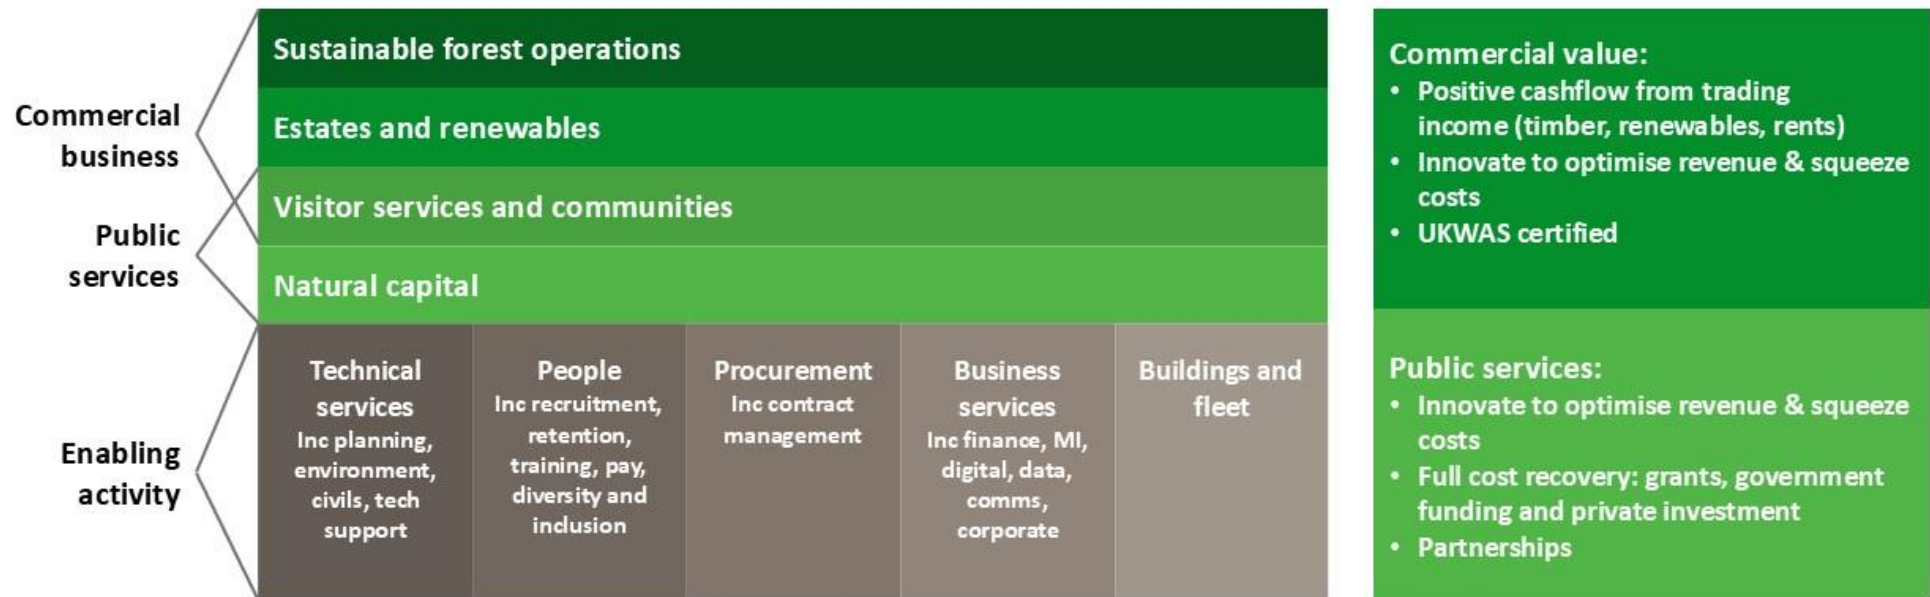 Commercial
business
Public
services
Enabling
activity
Sustainable forest operations
Estates and renewables
Visitor services and communities
Natural capital
Technical
services
Inc planning,
environment,
civils, tech
support
People
Inc recruitment,
retention,
training, pay,
diversity and
inclusion
Procurement
Inc contract
management
Business
services
Inc finance, MI,
digital, data,
comms,
corporate
Buildings and
fleet
Commercial value:
• Positive cashflow from trading
income (timber, renewables, rents)
• Innovate to optimise revenue & squeeze
costs
• UKWAS certified
Public services:
• Innovate to optimise revenue & squeeze
costs
• Full cost recovery: grants, government
funding and private investment
• Partnerships